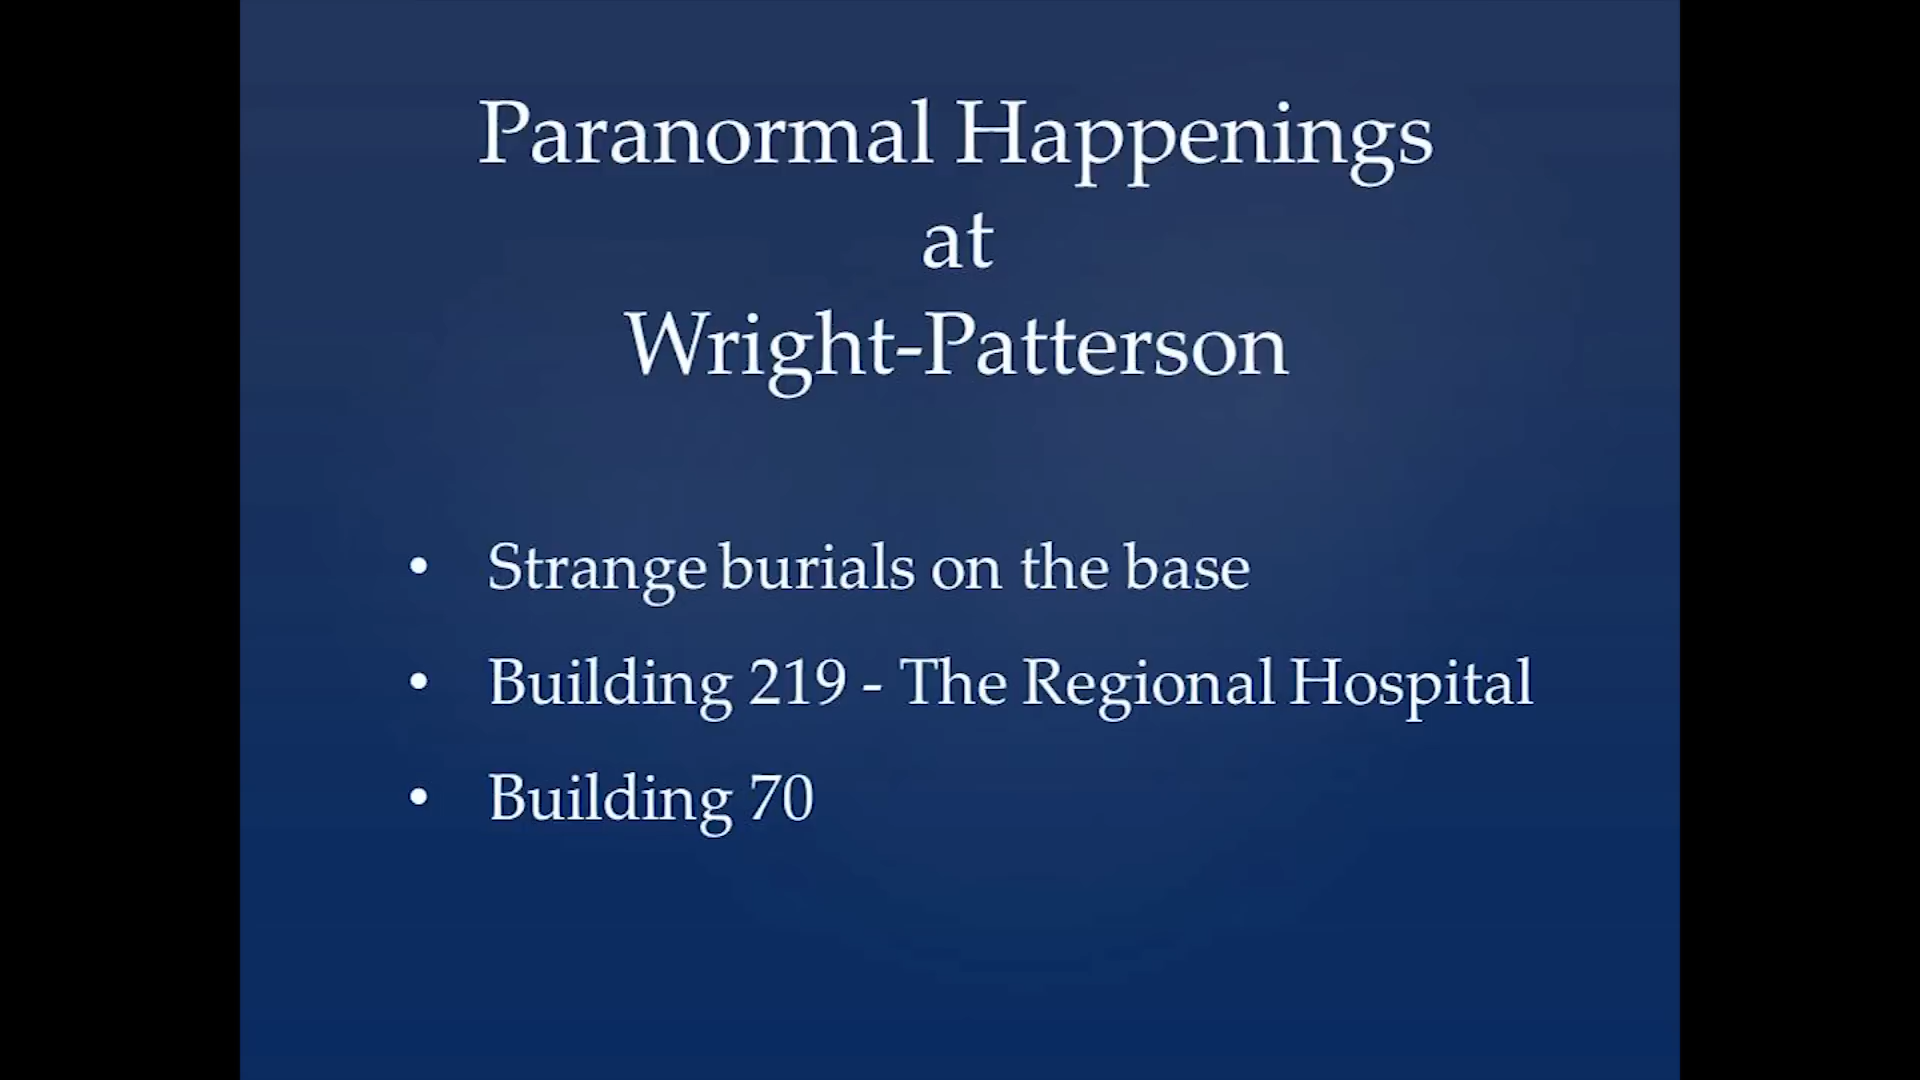 Paranormal Happenings
at
Wright-Patterson
• Strange burials on the base
• Building 219 - The Regional Hospital
• Building 70